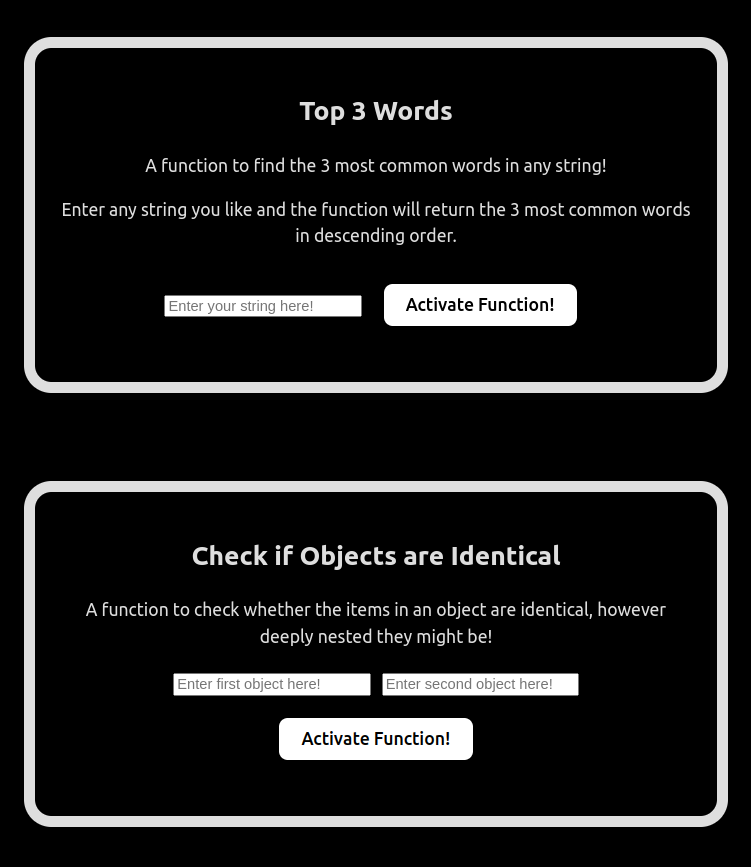 Top 3 Words
A function to find the 3 most common words in any string!
Enter any string you like and the function will return the 3 most common words
in descending order.
Enter your string here!
Activate Function!
Check if Objects are Identical
A function to check whether the items in an object are identical, however
deeply nested they might be!
Enter first object here! Enter second object here!
Activate Function!